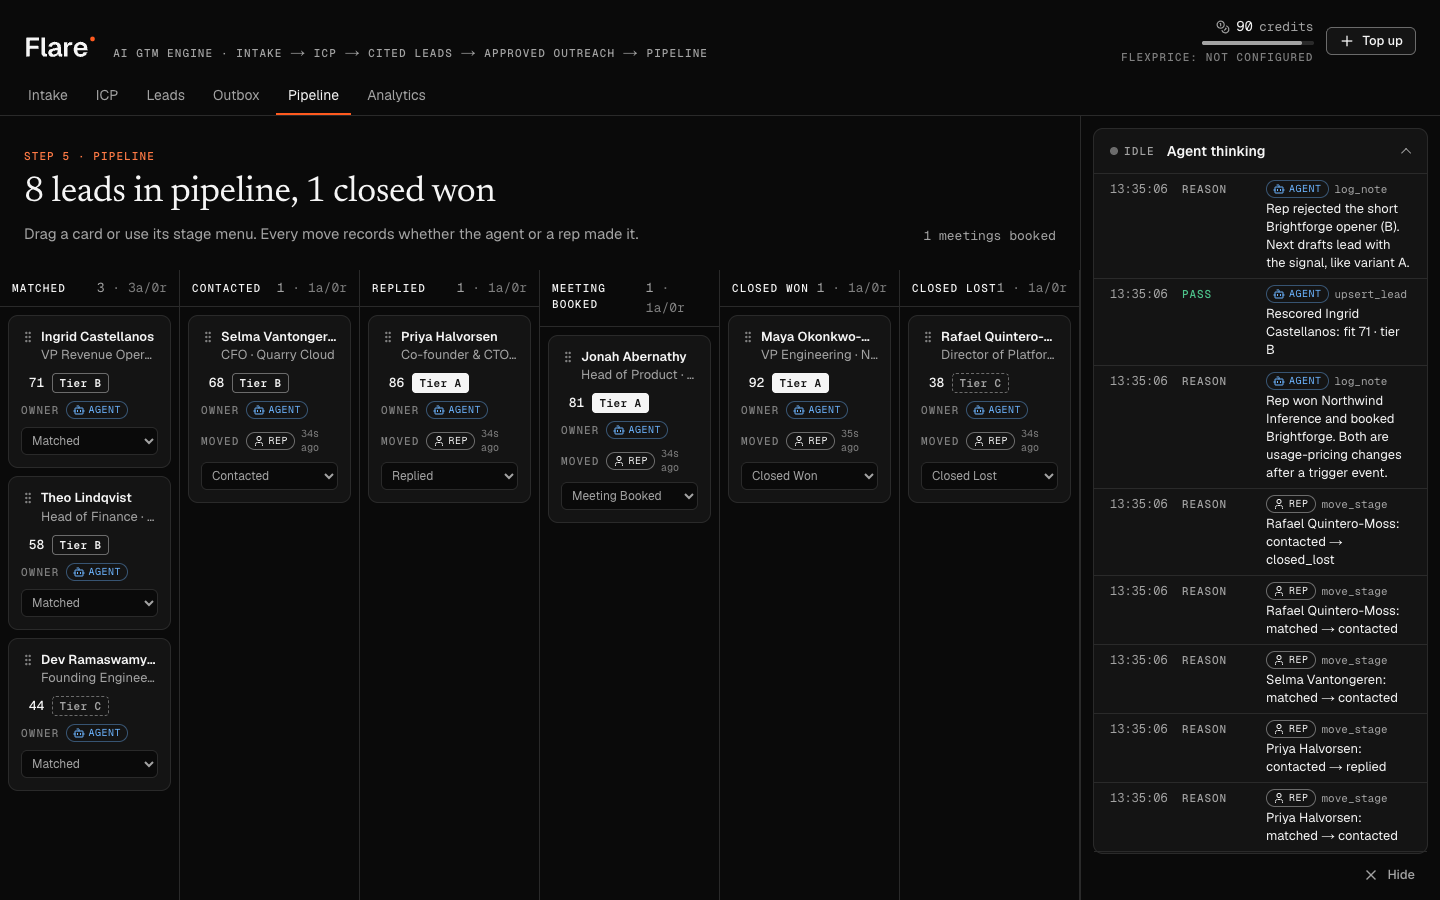 Flare
AI GTM ENGINE · INTAKE → ICP → CITED LEADS → APPROVED OUTREACH → PIPELINE
90 credits
FLEXPRICE: NOT CONFIGURED
Top up
Intake
ICP
Leads
Outbox
Pipeline
Analytics
STEP 5 · PIPELINE
8 leads in pipeline, 1 closed won
Drag a card or use its stage menu. Every move records whether the agent or a rep made it.
1 meetings booked
MATCHED 3 · 3a/0r
Ingrid Castellanos
VP Revenue Oper…
71 Tier B
OWNER AGENT
Matched
Theo Lindqvist
Head of Finance · …
58 Tier B
OWNER AGENT
Matched
Dev Ramaswamy…
Founding Enginee…
44 Tier C
OWNER AGENT
Matched
CONTACTED 1 · 1a/0r
Selma Vantonger…
CFO · Quarry Cloud
68 Tier B
OWNER AGENT
MOVED REP 34s ago
Contacted
REPLIED 1 · 1a/0r
Priya Halvorsen
Co-founder & CTO…
86 Tier A
OWNER AGENT
MOVED REP 34s ago
Replied
MEETING BOOKED 1 · 1a/0r
Jonah Abernathy
Head of Product · …
81 Tier A
OWNER AGENT
MOVED REP 34s ago
Meeting Booked
CLOSED WON 1 · 1a/0r
Maya Okonkwo-…
VP Engineering · N…
92 Tier A
OWNER AGENT
MOVED REP 35s ago
Closed Won
CLOSED LOST 1 · 1a/0r
Rafael Quintero-…
Director of Platfor…
38 Tier C
OWNER AGENT
MOVED REP 34s ago
Closed Lost
IDLE Agent thinking
13:35:06 REASON AGENT log_note
Rep rejected the short
Brightforge opener (B).
Next drafts lead with
the signal, like variant A.
13:35:06 PASS AGENT upsert_lead
Rescored Ingrid
Castellanos: fit 71 · tier
B
13:35:06 REASON AGENT log_note
Rep won Northwind
Inference and booked
Brightforge. Both are
usage-pricing changes
after a trigger event.
13:35:06 REASON REP move_stage
Rafael Quintero-Moss:
contacted →
closed_lost
13:35:06 REASON REP move_stage
Rafael Quintero-Moss:
matched → contacted
13:35:06 REASON REP move_stage
Selma Vantongeren:
matched → contacted
13:35:06 REASON REP move_stage
Priya Halvorsen:
contacted → replied
13:35:06 REASON REP move_stage
Priya Halvorsen:
matched → contacted
Hide